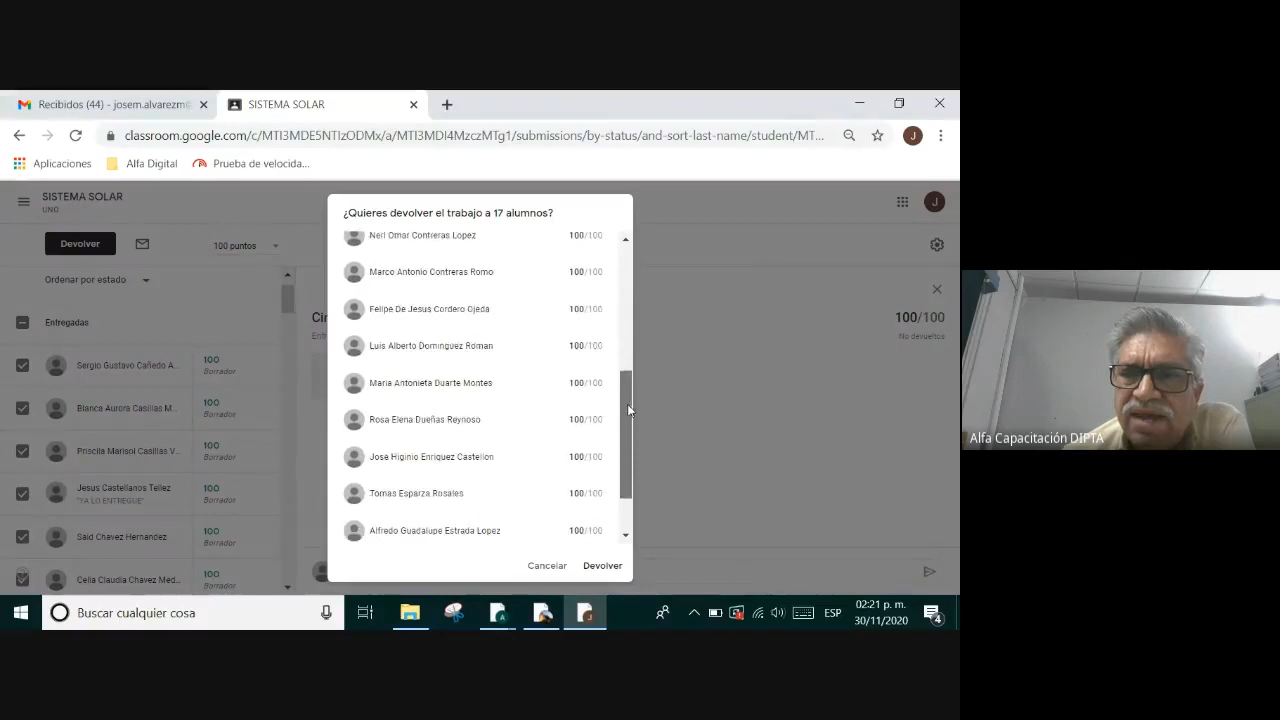 Recibidos (44) - josem.alvarezm@
SISTEMA SOLAR
classroom.google.com/c/MTI3MDE5NTIzODMx/a/MTI3MDI4MzczMTg1/submissions/by-status/and-sort-last-name/student/MT...
J
Aplicaciones
Alfa Digital
Prueba de velocida...
SISTEMA SOLAR
UNO
J
Devolver
100 puntos
Ordenar por estado
Entregadas
Sergio Gustavo Cañedo A...
100
Borrador
Blanca Aurora Casillas M...
100
Borrador
Priscila Marisol Casillas V...
100
Borrador
Jesus Castellanos Tellez
"YA LO ENTREGUE"
100
Borrador
Said Chavez Hernandez
100
Borrador
Celia Claudia Chavez Med...
100
Borrador
¿Quieres devolver el trabajo a 17 alumnos?
Neil Omar Contreras Lopez 100/100
Marco Antonio Contreras Romo 100/100
Felipe De Jesus Cordero Ojeda 100/100
Luis Alberto Dominguez Roman 100/100
Maria Antonieta Duarte Montes 100/100
Rosa Elena Dueñas Reynoso 100/100
Jose Higinio Enriquez Castellon 100/100
Tomas Esparza Rosales 100/100
Alfredo Guadalupe Estrada Lopez 100/100
Cancelar Devolver
100/100
No devueltos
Alfa Capacitación DIPTA
Buscar cualquier cosa
ESP
02:21 p. m.
30/11/2020
4